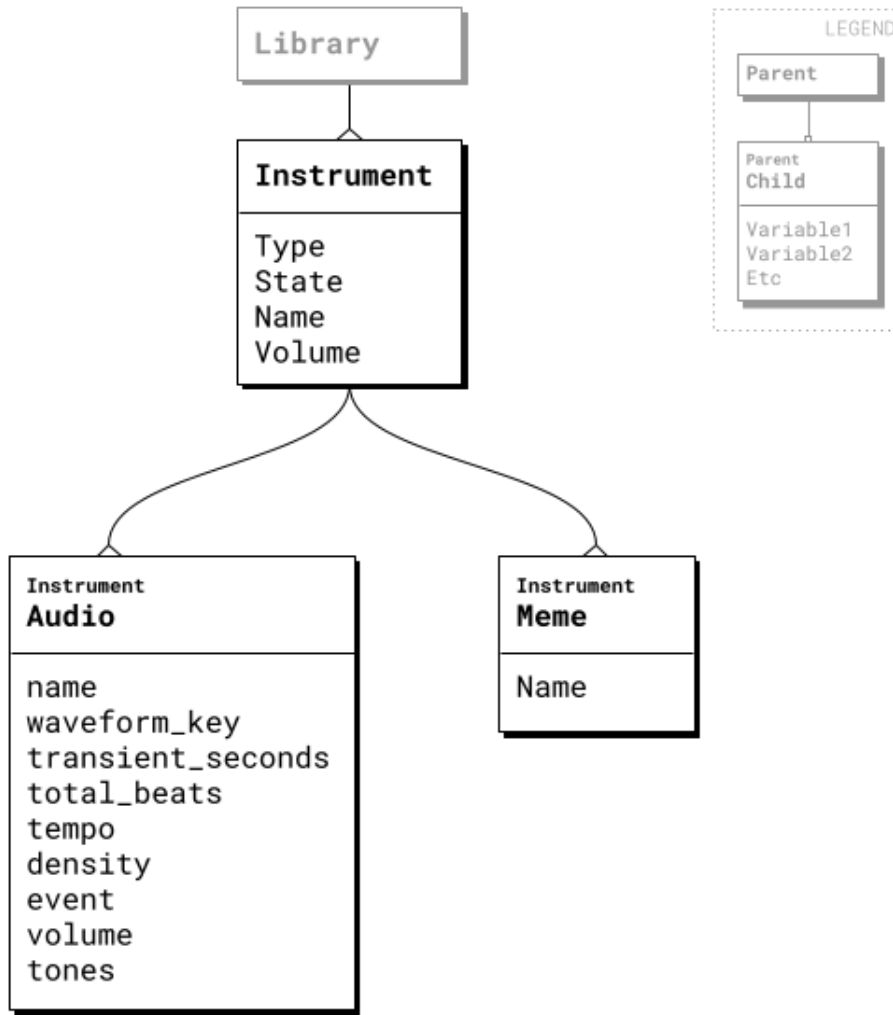 Library
LEGEND
Parent
Parent
Child
Variable1
Variable2
Etc
Instrument
Type
State
Name
Volume
Instrument
Audio
name
waveform_key
transient_seconds
total_beats
tempo
density
event
volume
tones
Instrument
Meme
Name